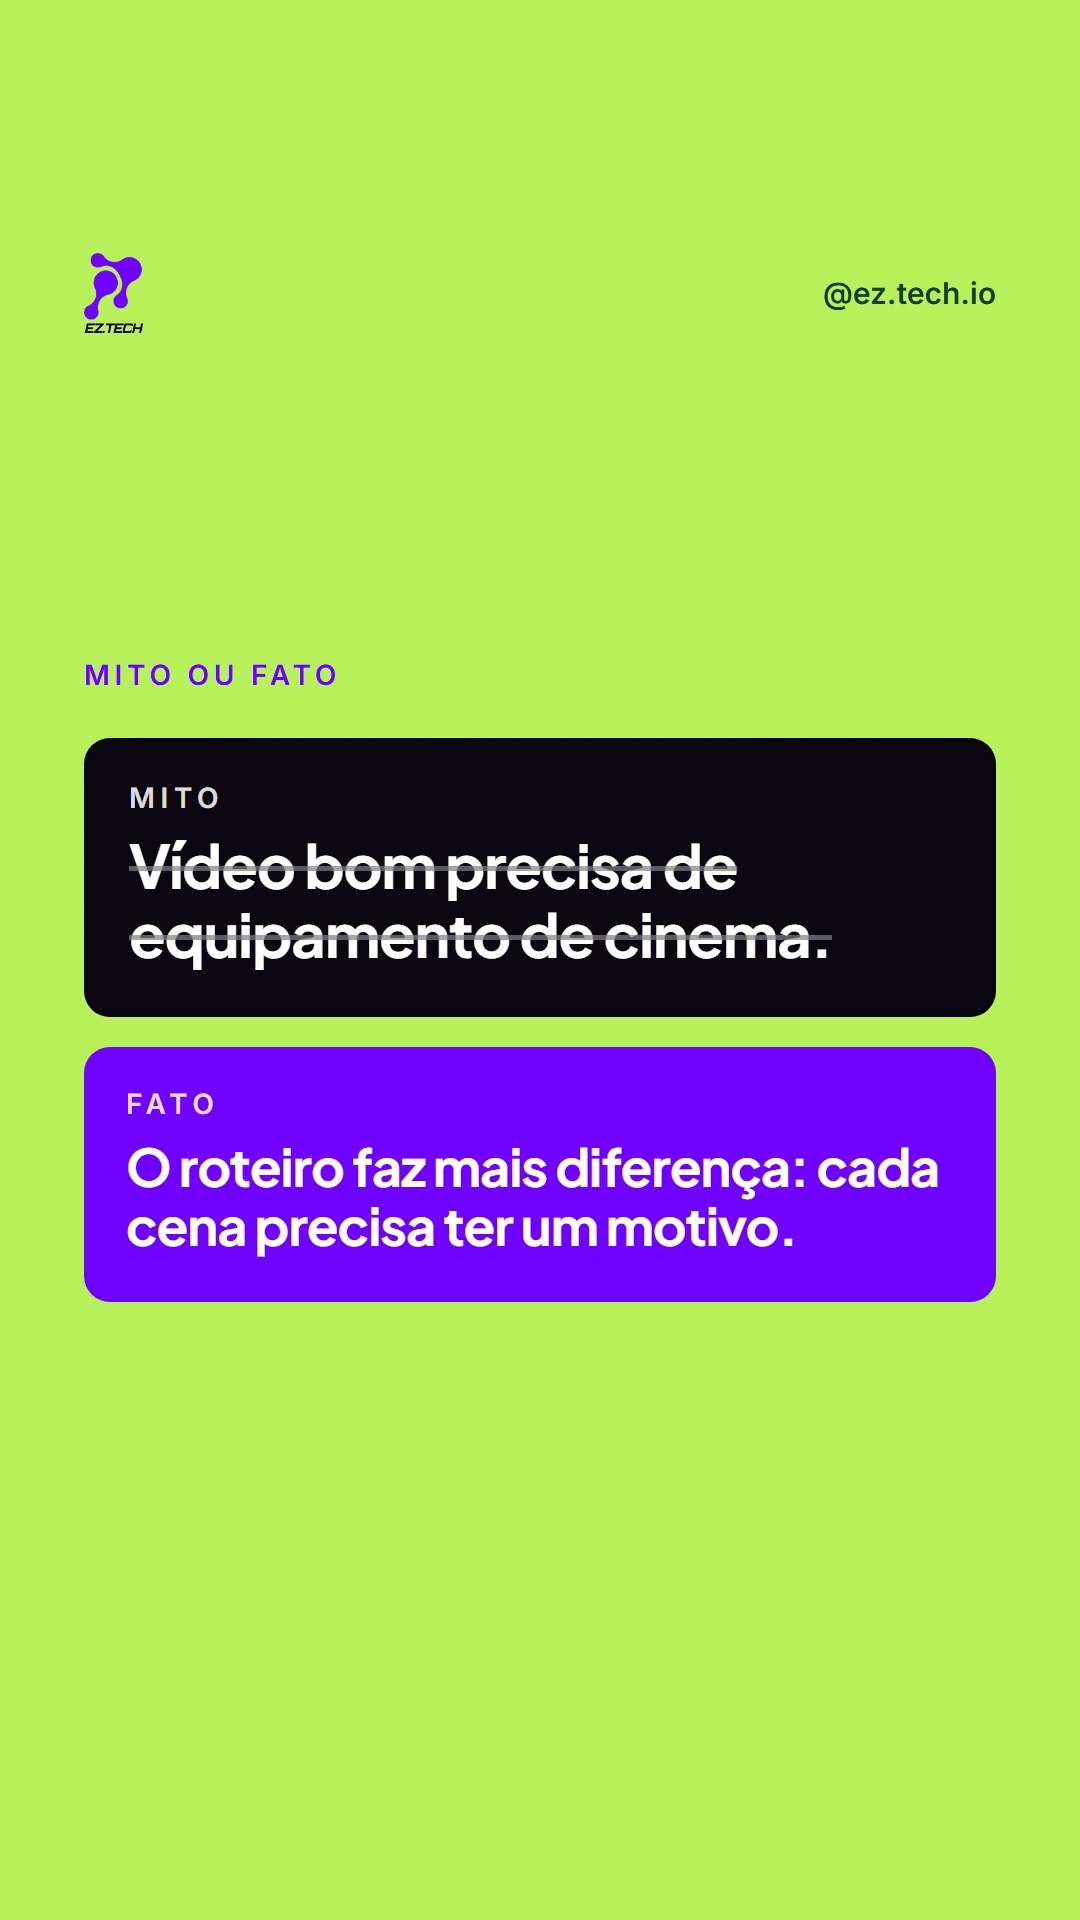 EZ.TECH
@ez.tech.io
MITO OU FATO
MITO
Vídeo bom precisa de
equipamento de cinema.
FATO
O roteiro faz mais diferença: cada
cena precisa ter um motivo.